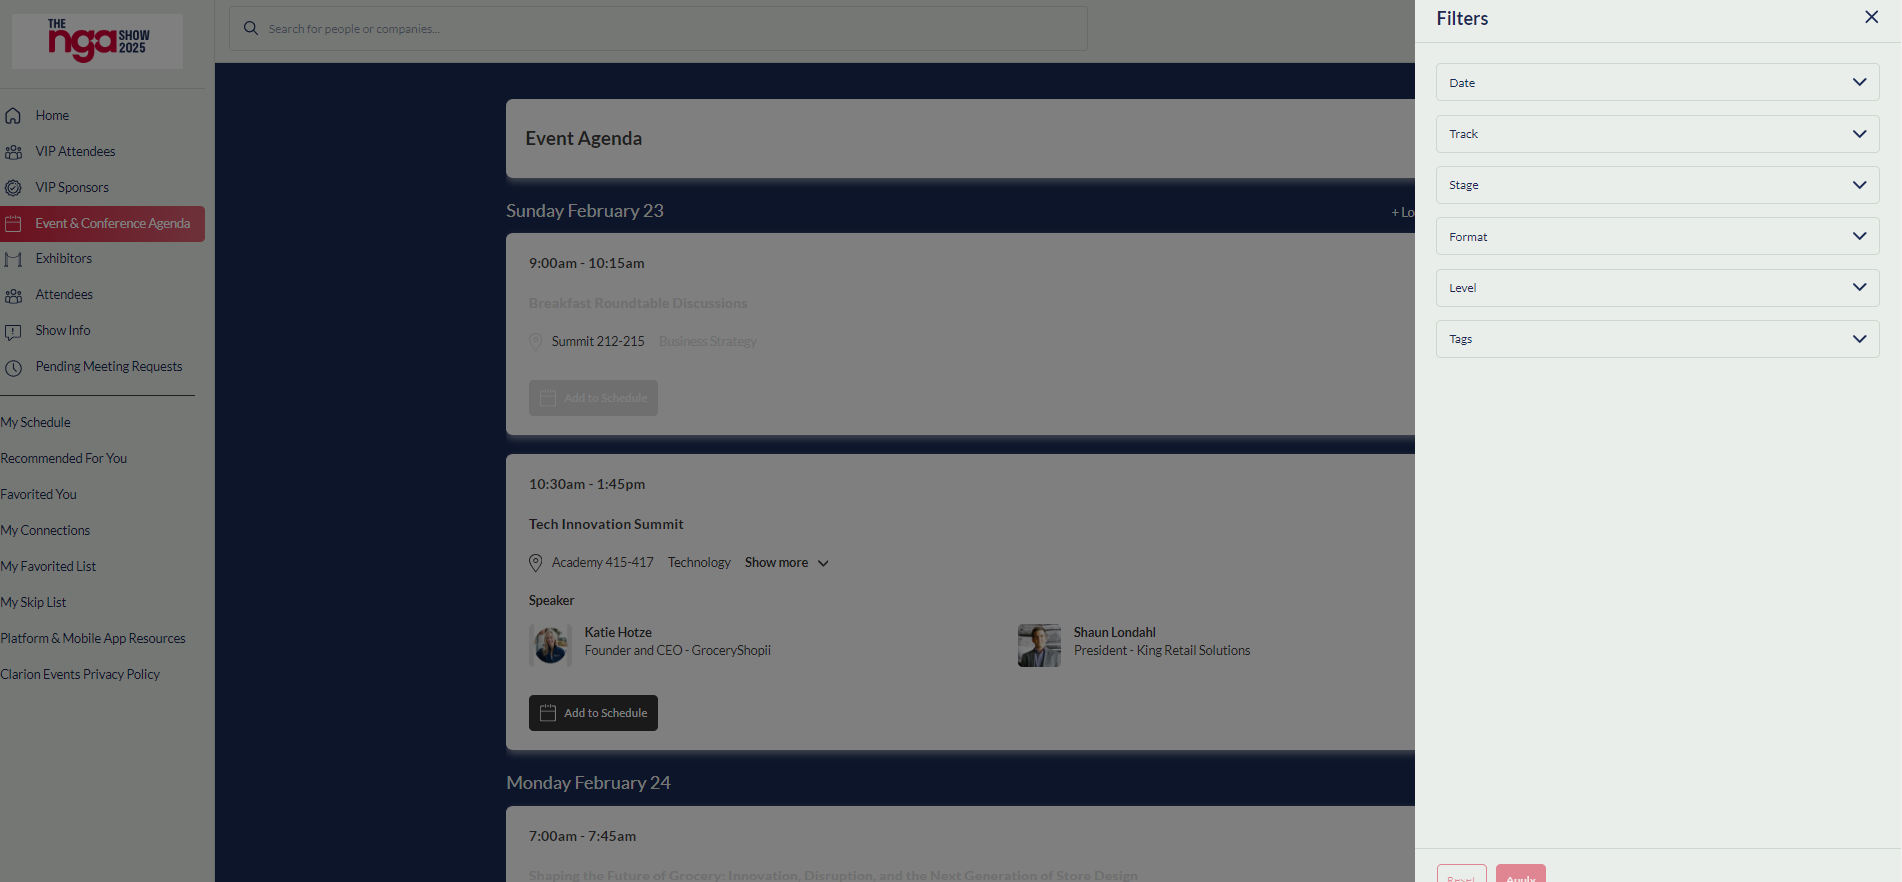 THE
nga SHOW
2025
Search for people or companies...
Home
VIP Attendees
VIP Sponsors
Event & Conference Agenda
Exhibitors
Attendees
Show Info
Pending Meeting Requests
My Schedule
Recommended For You
Favorited You
My Connections
My Favorited List
My Skip List
Platform & Mobile App Resources
Clarion Events Privacy Policy
Event Agenda
Sunday February 23
+ Lo
9:00am - 10:15am
Breakfast Roundtable Discussions
Summit 212-215 Business Strategy
Add to Schedule
10:30am - 1:45pm
Tech Innovation Summit
Academy 415-417 Technology Show more
Speaker
Katie Hotze
Founder and CEO - GroceryShopii
Shaun Londahl
President - King Retail Solutions
Add to Schedule
Monday February 24
7:00am - 7:45am
Shaping the Future of Grocery: Innovation, Disruption, and the Next Generation of Store Design
Filters
Date
Track
Stage
Format
Level
Tags
Reset Apply